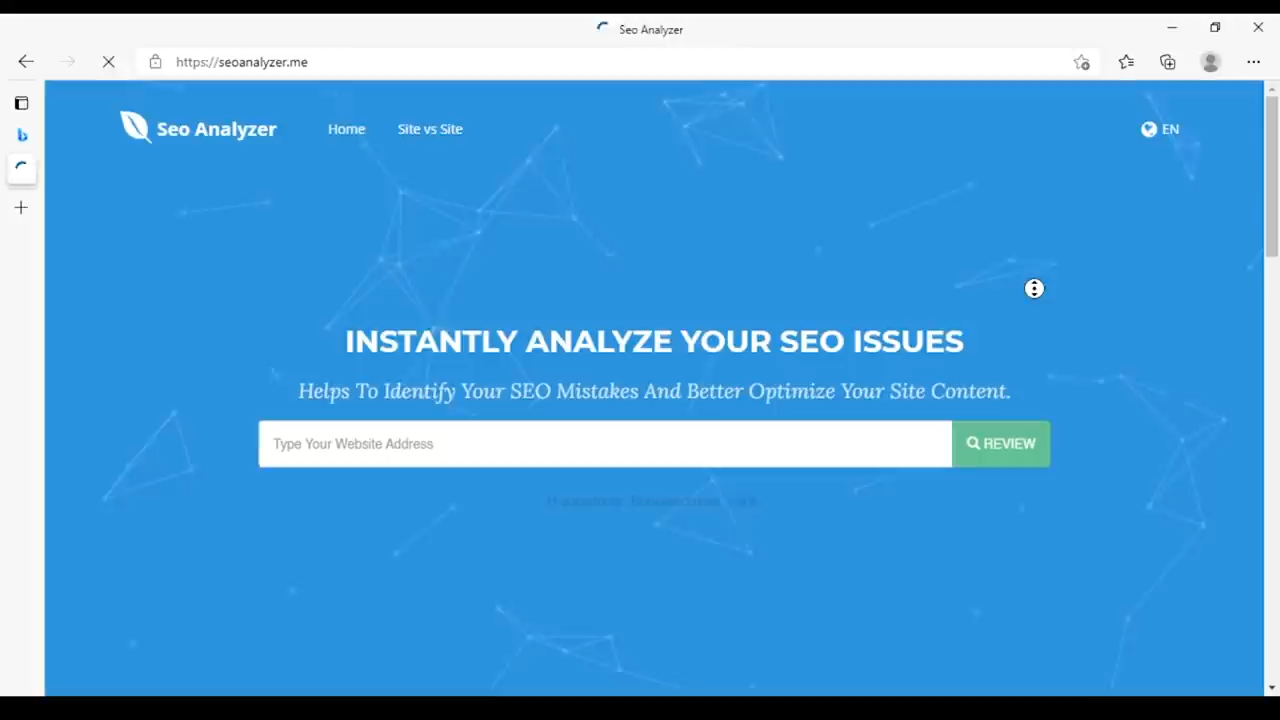 Seo Analyzer
https://seoanalyzer.me
Seo Analyzer
Home
Site vs Site
EN
INSTANTLY ANALYZE YOUR SEO ISSUES
Helps To Identify Your SEO Mistakes And Better Optimize Your Site Content.
Type Your Website Address
REVIEW